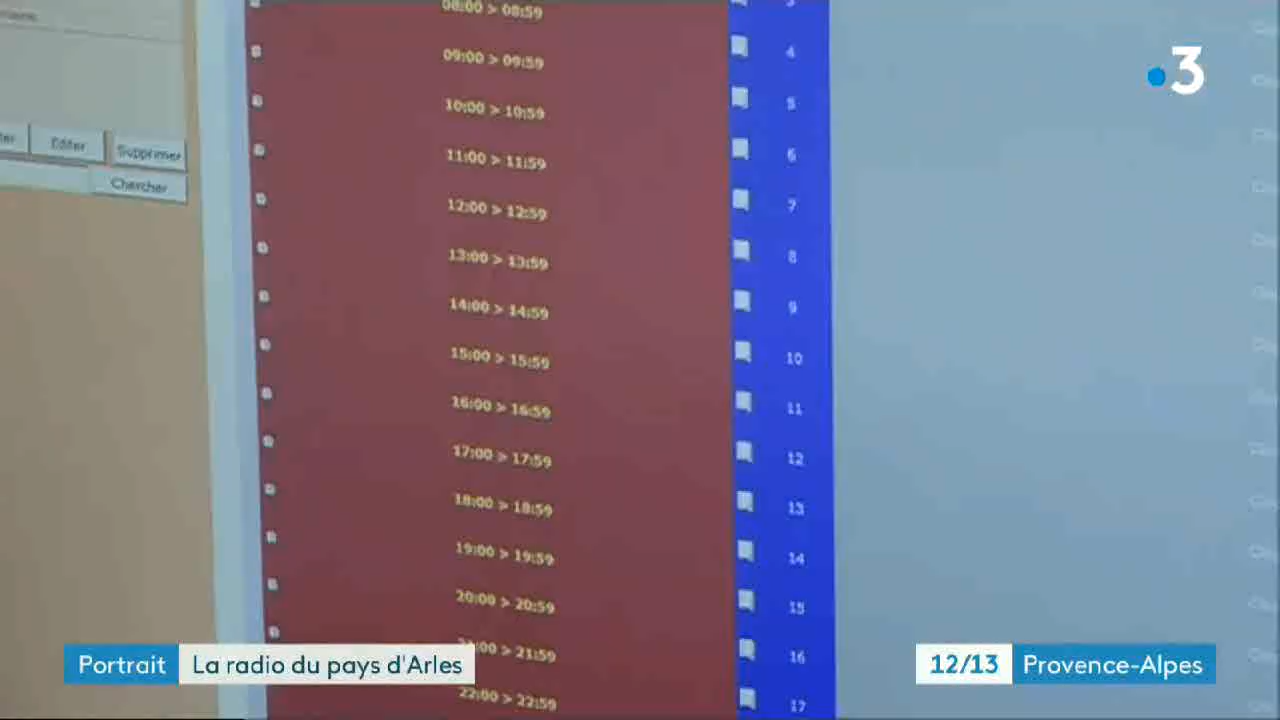 08:00 > 08:59
3
09:00 > 09:59
4
3
10:00 > 10:59
5
Editer
Supprimer
Chercher
11:00 > 11:59
6
12:00 > 12:59
7
13:00 > 13:59
8
14:00 > 14:59
9
15:00 > 15:59
10
16:00 > 16:59
11
17:00 > 17:59
12
18:00 > 18:59
13
19:00 > 19:59
14
20:00 > 20:59
15
21:00 > 21:59
16
Portrait La radio du pays d'Arles
12/13 Provence-Alpes
22:00 > 22:59
17